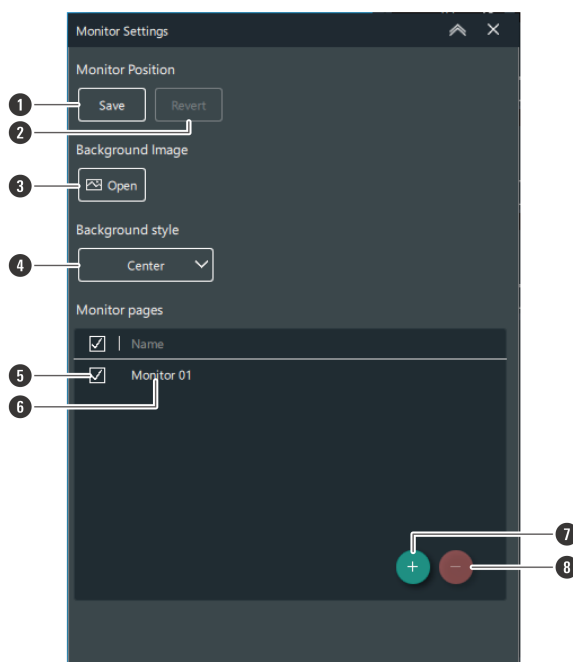 Monitor Settings
Monitor Position
1 Save Revert
2
Background Image
3 Open
Background style
4 Center
Monitor pages
Name
5 Monitor 01
6
7
+ −
8